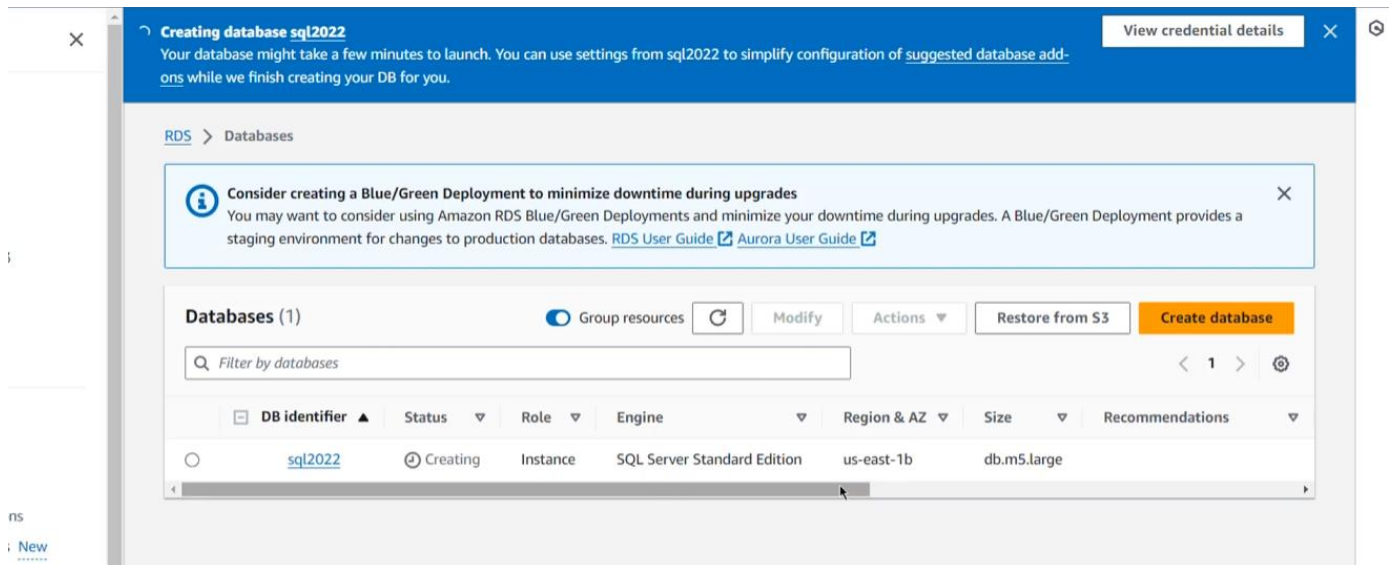 Creating database sql2022
View credential details
Your database might take a few minutes to launch. You can use settings from sql2022 to simplify configuration of suggested database add-
ons while we finish creating your DB for you.
RDS > Databases
Consider creating a Blue/Green Deployment to minimize downtime during upgrades
You may want to consider using Amazon RDS Blue/Green Deployments and minimize your downtime during upgrades. A Blue/Green Deployment provides a
staging environment for changes to production databases. RDS User Guide Aurora User Guide
Databases (1) Group resources Modify Actions Restore from S3 Create database
Filter by databases
1
DB identifier Status Role Engine Region & AZ Size Recommendations
sql2022 Creating Instance SQL Server Standard Edition us-east-1b db.m5.large
ns
New